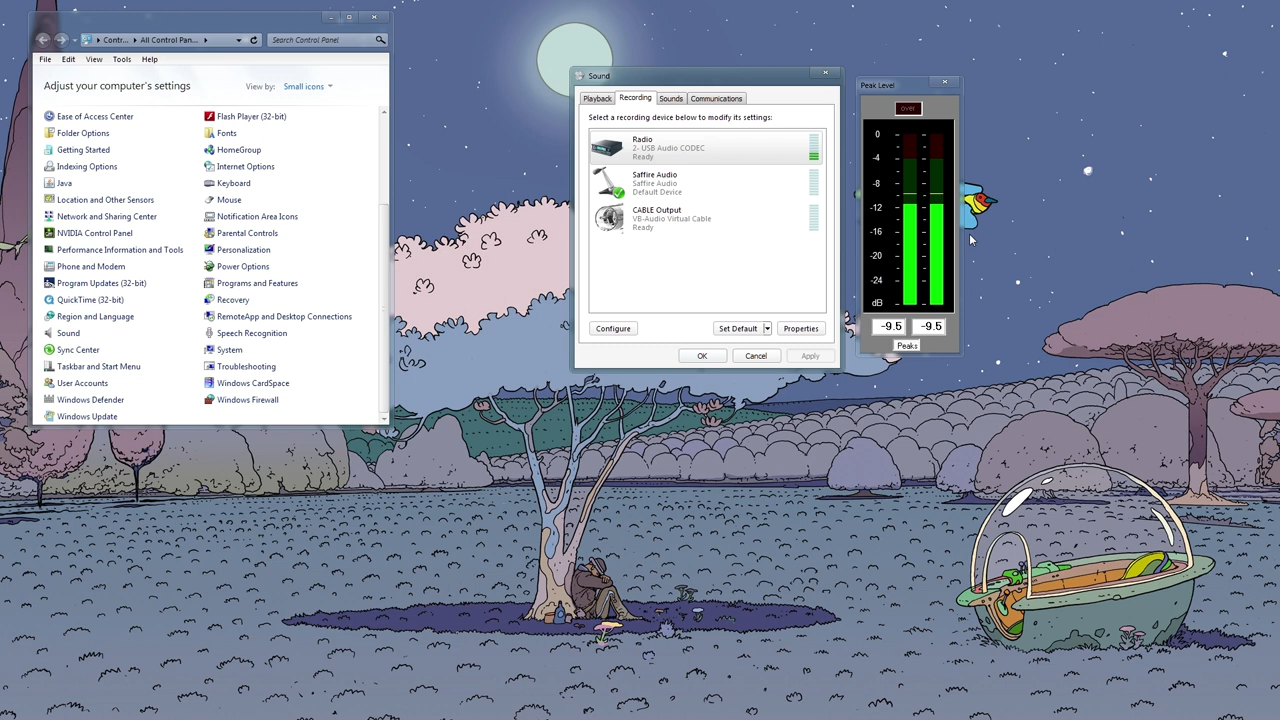 Contr...
All Control Pan...
Search Control Panel
File Edit View Tools Help
Adjust your computer's settings
View by: Small icons
Ease of Access Center
Flash Player (32-bit)
Folder Options
Fonts
Getting Started
HomeGroup
Indexing Options
Internet Options
Java
Keyboard
Location and Other Sensors
Mouse
Network and Sharing Center
Notification Area Icons
NVIDIA Control Panel
Parental Controls
Performance Information and Tools
Personalization
Phone and Modem
Power Options
Program Updates (32-bit)
Programs and Features
QuickTime (32-bit)
Recovery
Region and Language
RemoteApp and Desktop Connections
Sound
Speech Recognition
Sync Center
System
Taskbar and Start Menu
Troubleshooting
User Accounts
Windows CardSpace
Windows Defender
Windows Firewall
Windows Update
Sound
Playback Recording Sounds Communications
Select a recording device below to modify its settings:
Radio
2- USB Audio CODEC
Ready
Saffire Audio
Saffire Audio
Default Device
CABLE Output
VB-Audio Virtual Cable
Ready
Configure Set Default Properties
OK Cancel Apply
Peak Level
over
0
-4
-8
-12
-16
-20
-24
dB
-9.5 -9.5
Peaks